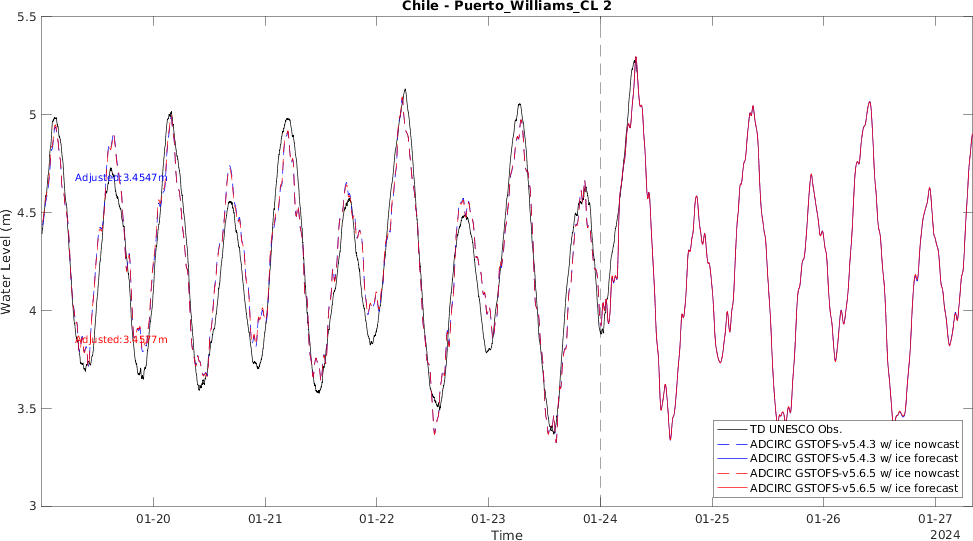 Chile - Puerto_Williams_CL 2
5.5
5
4.5
4
3.5
3
Water Level (m)
Adjusted:3.4547m
Adjusted:3.4577m
TD UNESCO Obs.
ADCIRC GSTOFS-v5.4.3 w/ ice nowcast
ADCIRC GSTOFS-v5.4.3 w/ ice forecast
ADCIRC GSTOFS-v5.6.5 w/ ice nowcast
ADCIRC GSTOFS-v5.6.5 w/ ice forecast
01-20
01-21
01-22
01-23
01-24
01-25
01-26
01-27
Time
2024